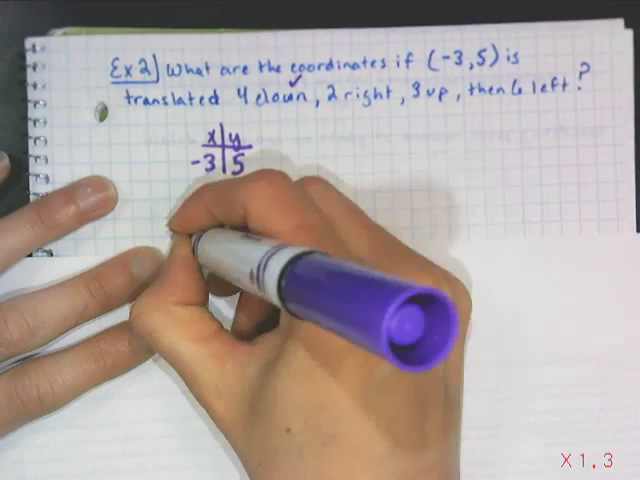 Ex 2 What are the coordinates if (-3,5) is
translated 4 down, 2 right, 3 up, then 6 left?
x y
-3 5
X 1.3